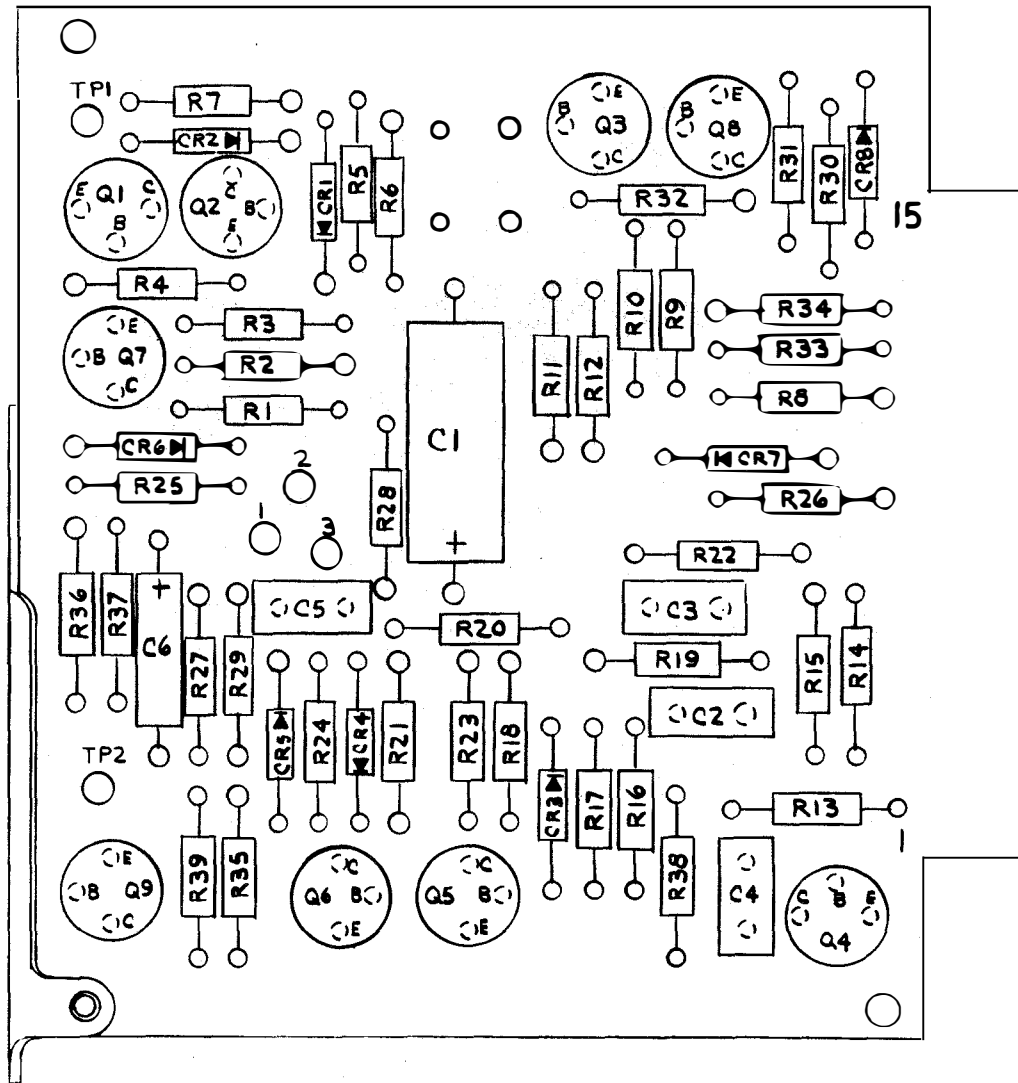 TP1
R7
CR2
E
C
Q1
B
C
Q2
B
E
CR1
R5
R6
E
B
Q3
C
E
B
Q8
C
R31
R30
CR8
R32
15
R4
R3
R2
R1
E
B
Q7
C
CR6
R25
C1
+
R28
R11
R12
R10
R9
R34
R33
R8
CR7
R26
2
1
3
R36
R37
+
C6
R27
R29
C5
R20
R22
C3
R19
C2
R15
R14
TP2
CR5
R24
CR4
R21
R23
R18
CR3
R17
R16
R13
1
R38
C4
E
B
Q9
C
R39
R35
C
Q6
B
E
C
Q5
B
E
C
B
E
Q4